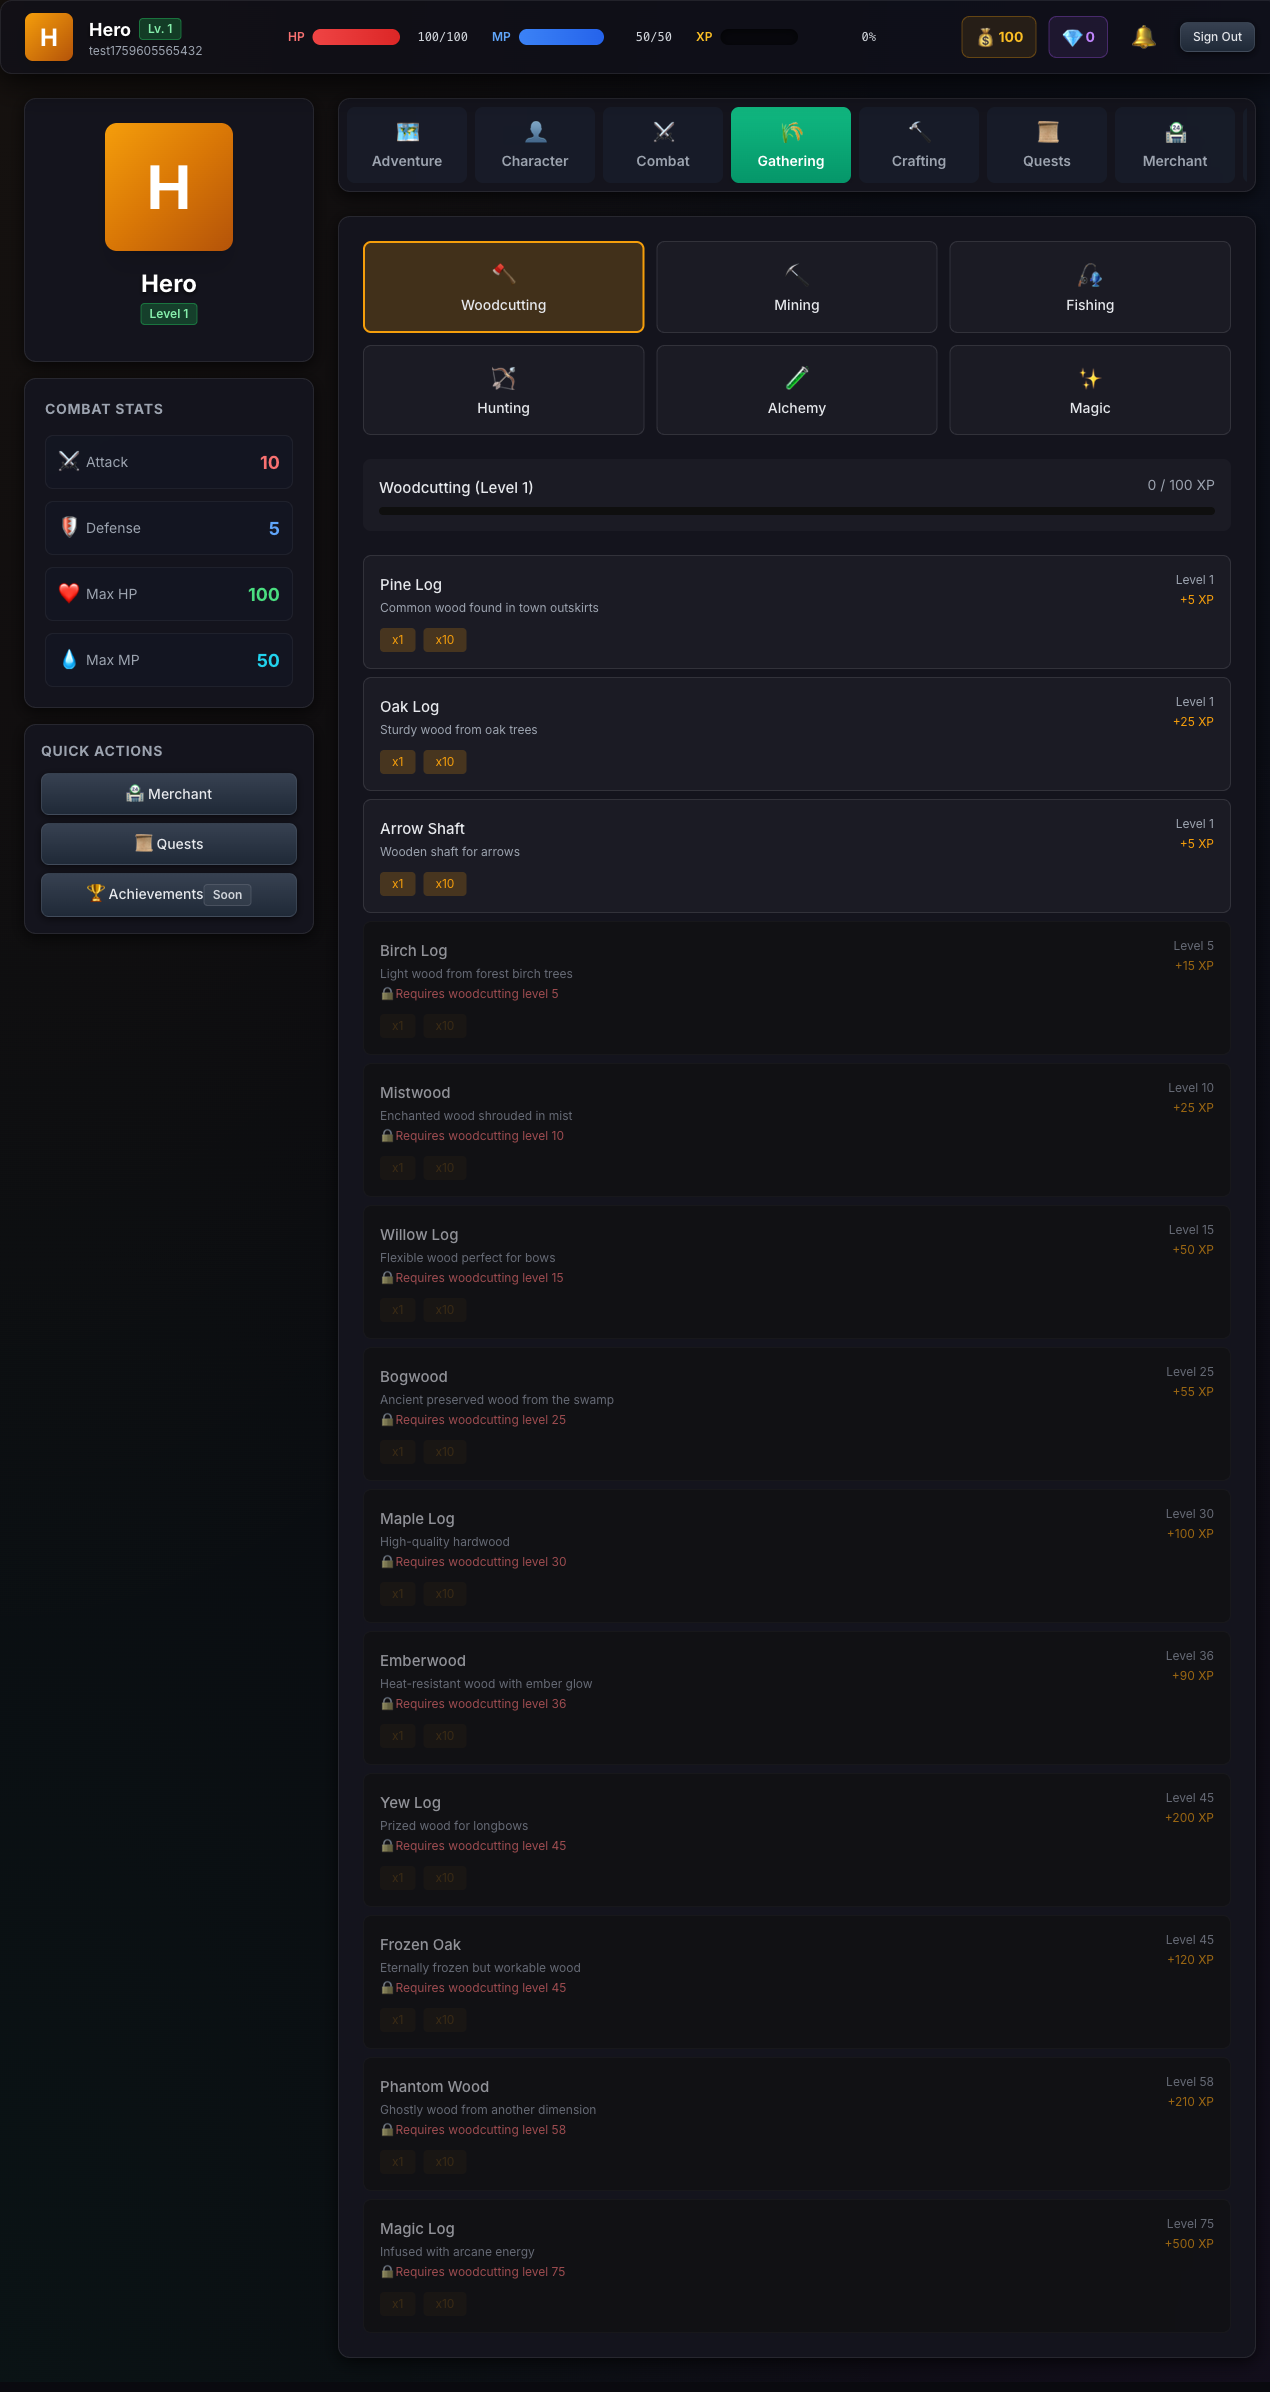 H
Hero Lv. 1
test1759605565432
HP 100/100 MP 50/50 XP 0%
100
0
Sign Out
H
Hero
Level 1
COMBAT STATS
Attack 10
Defense 5
Max HP 100
Max MP 50
QUICK ACTIONS
Merchant
Quests
Achievements Soon
Adventure
Character
Combat
Gathering
Crafting
Quests
Merchant
Woodcutting
Mining
Fishing
Hunting
Alchemy
Magic
Woodcutting (Level 1) 0 / 100 XP
Pine Log Level 1
Common wood found in town outskirts +5 XP
x1 x10
Oak Log Level 1
Sturdy wood from oak trees +25 XP
x1 x10
Arrow Shaft Level 1
Wooden shaft for arrows +5 XP
x1 x10
Birch Log Level 5
Light wood from forest birch trees +15 XP
Requires woodcutting level 5
x1 x10
Mistwood Level 10
Enchanted wood shrouded in mist +25 XP
Requires woodcutting level 10
x1 x10
Willow Log Level 15
Flexible wood perfect for bows +50 XP
Requires woodcutting level 15
x1 x10
Bogwood Level 25
Ancient preserved wood from the swamp +55 XP
Requires woodcutting level 25
x1 x10
Maple Log Level 30
High-quality hardwood +100 XP
Requires woodcutting level 30
x1 x10
Emberwood Level 36
Heat-resistant wood with ember glow +90 XP
Requires woodcutting level 36
x1 x10
Yew Log Level 45
Prized wood for longbows +200 XP
Requires woodcutting level 45
x1 x10
Frozen Oak Level 45
Eternally frozen but workable wood +120 XP
Requires woodcutting level 45
x1 x10
Phantom Wood Level 58
Ghostly wood from another dimension +210 XP
Requires woodcutting level 58
x1 x10
Magic Log Level 75
Infused with arcane energy +500 XP
Requires woodcutting level 75
x1 x10